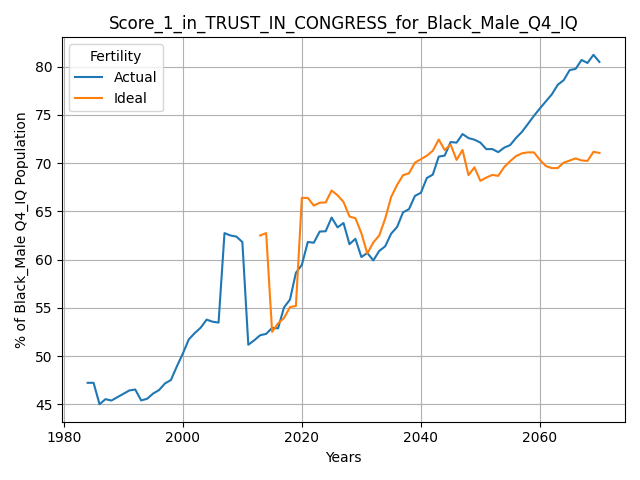 Score_1_in_TRUST_IN_CONGRESS_for_Black_Male_Q4_IQ
Fertility
Actual
Ideal
% of Black_Male Q4_IQ Population
80
75
70
65
60
55
50
45
1980
2000
2020
2040
2060
Years